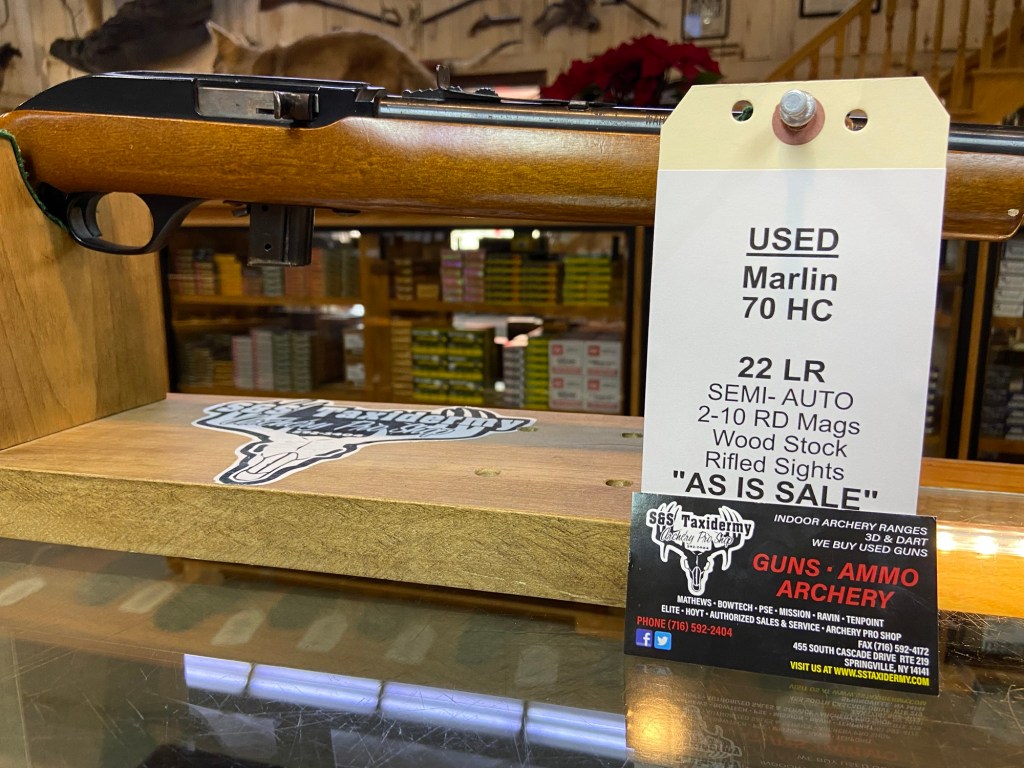 USED
Marlin
70 HC
22 LR
SEMI- AUTO
2-10 RD Mags
Wood Stock
Rifled Sights
"AS IS SALE"
S&S Taxidermy
S&S Taxidermy
Archery Pro Shop
INDOOR ARCHERY RANGES
3D & DART
WE BUY USED GUNS
GUNS • AMMO
ARCHERY
MATHEWS • BOWTECH • PSE • MISSION • RAVIN • TENPOINT
ELITE • HOYT • AUTHORIZED SALES & SERVICE • ARCHERY PRO SHOP
PHONE (716) 592-2404
FAX (716) 592-4172
455 SOUTH CASCADE DRIVE RTE 219
SPRINGVILLE, NY 14141
VISIT US AT WWW.SSTAXIDERMY.COM